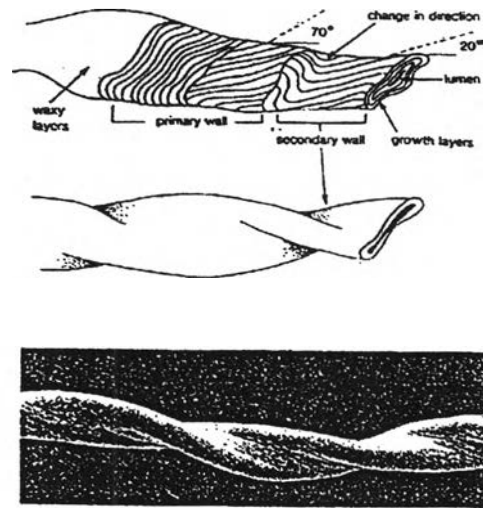 change in direction
70°
20°
lumen
waxy
layers
primary wall
secondary wall
growth layers